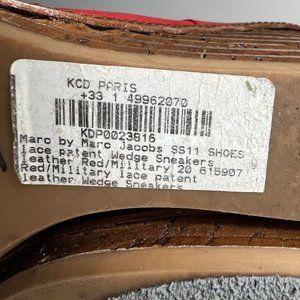 KCD PARIS
+33 1 49962070
KDP0023816
Marc by Marc Jacobs SS11 SHOES
lace patent Wedge Sneakers
leather Red/Military 20 615907
Red/Military lace patent
leather Wedge Sneakers